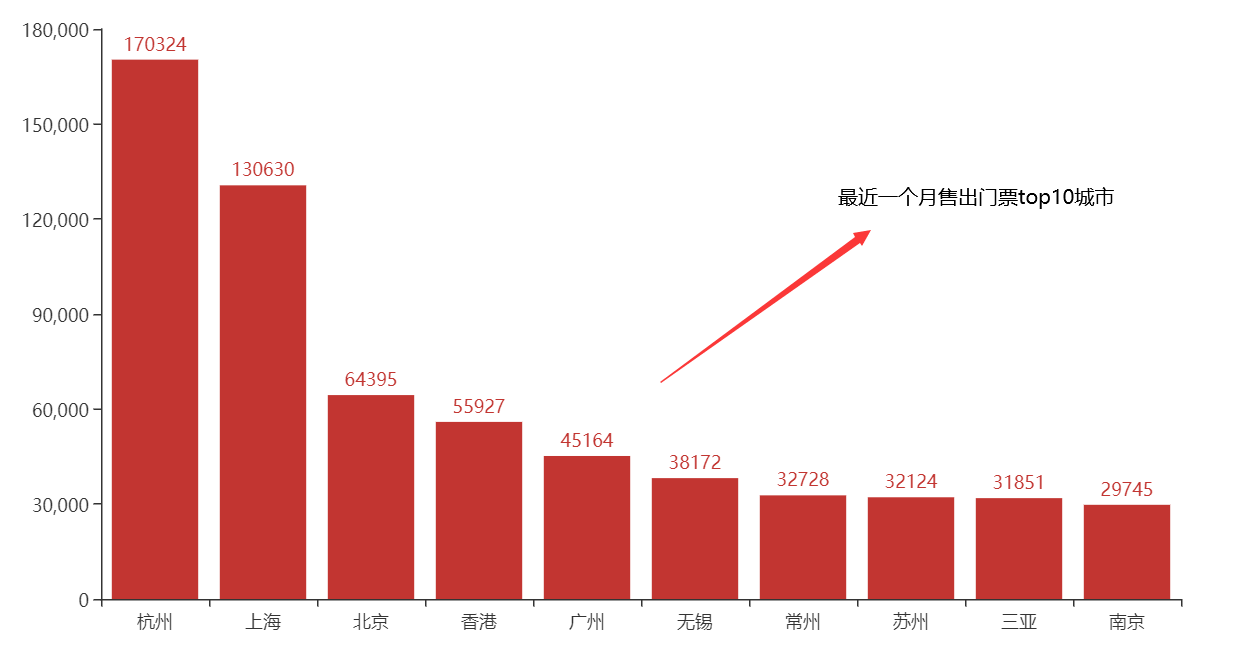 180,000
150,000
120,000
90,000
60,000
30,000
0
170324
130630
64395
55927
45164
38172
32728
32124
31851
29745
最近一个月售出门票top10城市
杭州
上海
北京
香港
广州
无锡
常州
苏州
三亚
南京